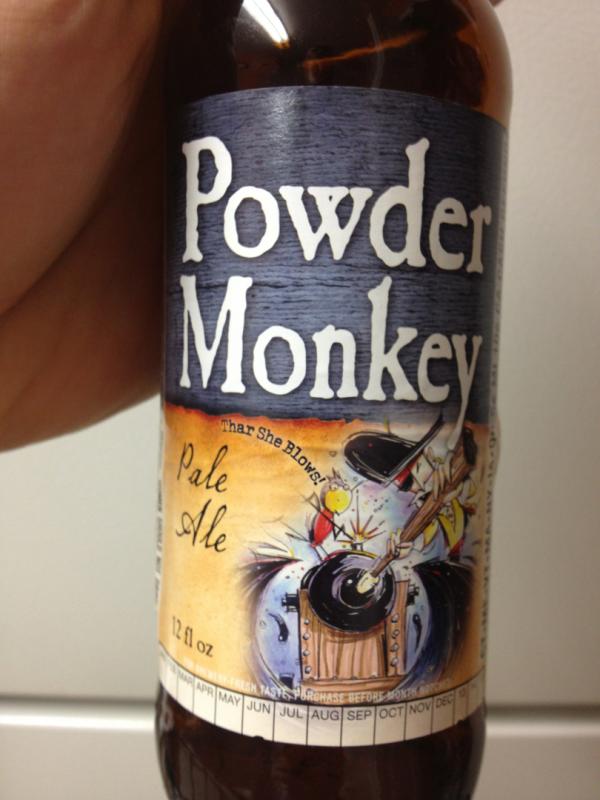 Powder
Monkey
Thar She Blows!
Pale
Ale
12 fl oz
BREWERY-FRESH TASTE, PURCHASE BEFORE MONTH
MAR APR MAY JUN JUL AUG SEP OCT NOV DEC